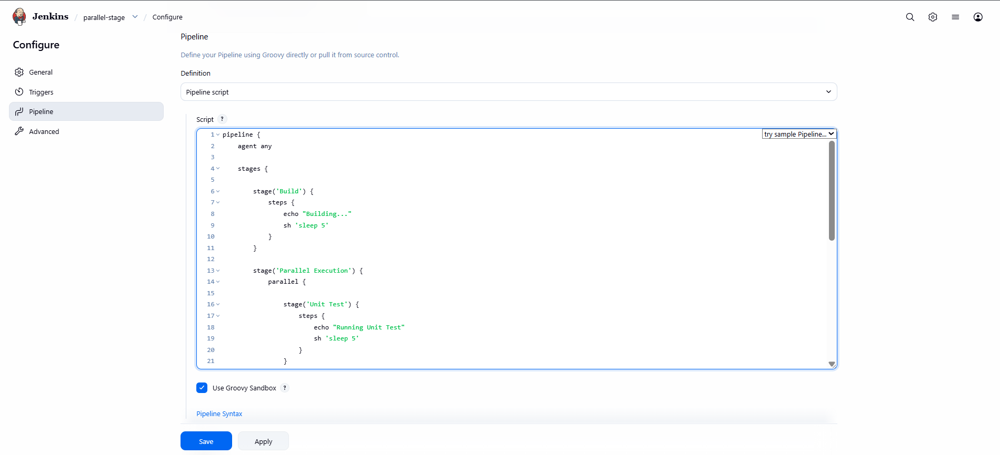 Jenkins / parallel-stage / Configure
Configure
General
Triggers
Pipeline
Advanced
Pipeline
Define your Pipeline using Groovy directly or pull it from source control.
Definition
Pipeline script
Script ?
try sample Pipeline...
1 pipeline {
2     agent any
3
4     stages {
5
6         stage('Build') {
7             steps {
8                 echo "Building..."
9                 sh 'sleep 5'
10             }
11         }
12
13         stage('Parallel Execution') {
14             parallel {
15
16                 stage('Unit Test') {
17                     steps {
18                         echo "Running Unit Test"
19                         sh 'sleep 5'
20                     }
21                 }
Use Groovy Sandbox ?
Pipeline Syntax
Save
Apply